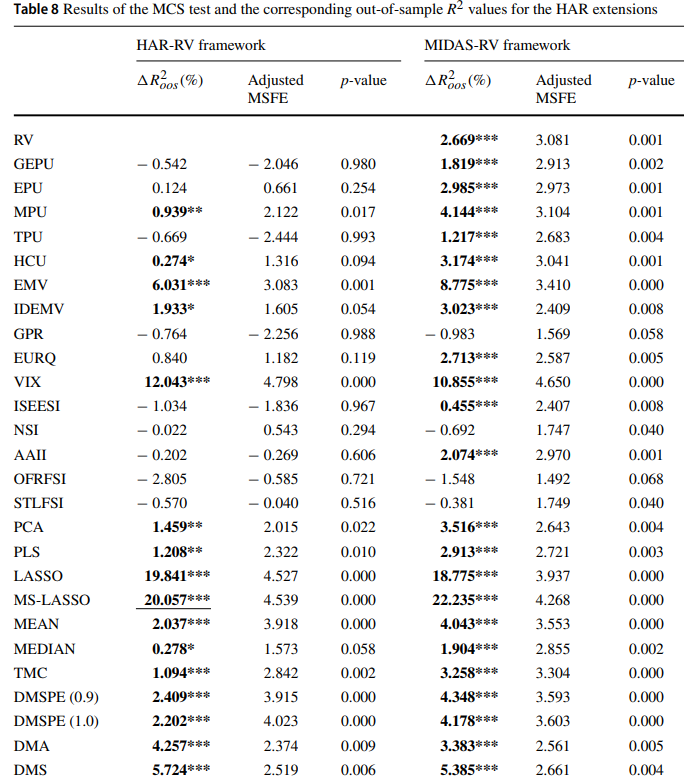 Table 8 Results of the MCS test and the corresponding out-of-sample R² values for the HAR extensions
HAR-RV framework MIDAS-RV framework
ΔR²oos(%) Adjusted MSFE p-value ΔR²oos(%) Adjusted MSFE p-value
RV 2.669*** 3.081 0.001
GEPU − 0.542 − 2.046 0.980 1.819*** 2.913 0.002
EPU 0.124 0.661 0.254 2.985*** 2.973 0.001
MPU 0.939** 2.122 0.017 4.144*** 3.104 0.001
TPU − 0.669 − 2.444 0.993 1.217*** 2.683 0.004
HCU 0.274* 1.316 0.094 3.174*** 3.041 0.001
EMV 6.031*** 3.083 0.001 8.775*** 3.410 0.000
IDEMV 1.933* 1.605 0.054 3.023*** 2.409 0.008
GPR − 0.764 − 2.256 0.988 − 0.983 1.569 0.058
EURQ 0.840 1.182 0.119 2.713*** 2.587 0.005
VIX 12.043*** 4.798 0.000 10.855*** 4.650 0.000
ISEESI − 1.034 − 1.836 0.967 0.455*** 2.407 0.008
NSI − 0.022 0.543 0.294 − 0.692 1.747 0.040
AAII − 0.202 − 0.269 0.606 2.074*** 2.970 0.001
OFRFSI − 2.805 − 0.585 0.721 − 1.548 1.492 0.068
STLFSI − 0.570 − 0.040 0.516 − 0.381 1.749 0.040
PCA 1.459** 2.015 0.022 3.516*** 2.643 0.004
PLS 1.208** 2.322 0.010 2.913*** 2.721 0.003
LASSO 19.841*** 4.527 0.000 18.775*** 3.937 0.000
MS-LASSO 20.057*** 4.539 0.000 22.235*** 4.268 0.000
MEAN 2.037*** 3.918 0.000 4.043*** 3.553 0.000
MEDIAN 0.278* 1.573 0.058 1.904*** 2.855 0.002
TMC 1.094*** 2.842 0.002 3.258*** 3.304 0.000
DMSPE (0.9) 2.409*** 3.915 0.000 4.348*** 3.593 0.000
DMSPE (1.0) 2.202*** 4.023 0.000 4.178*** 3.603 0.000
DMA 4.257*** 2.374 0.009 3.383*** 2.561 0.005
DMS 5.724*** 2.519 0.006 5.385*** 2.661 0.004